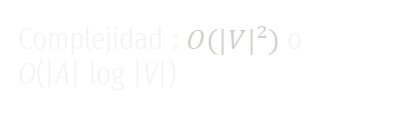 Complejidad : O(|V|²) o
O(|A| log |V|)